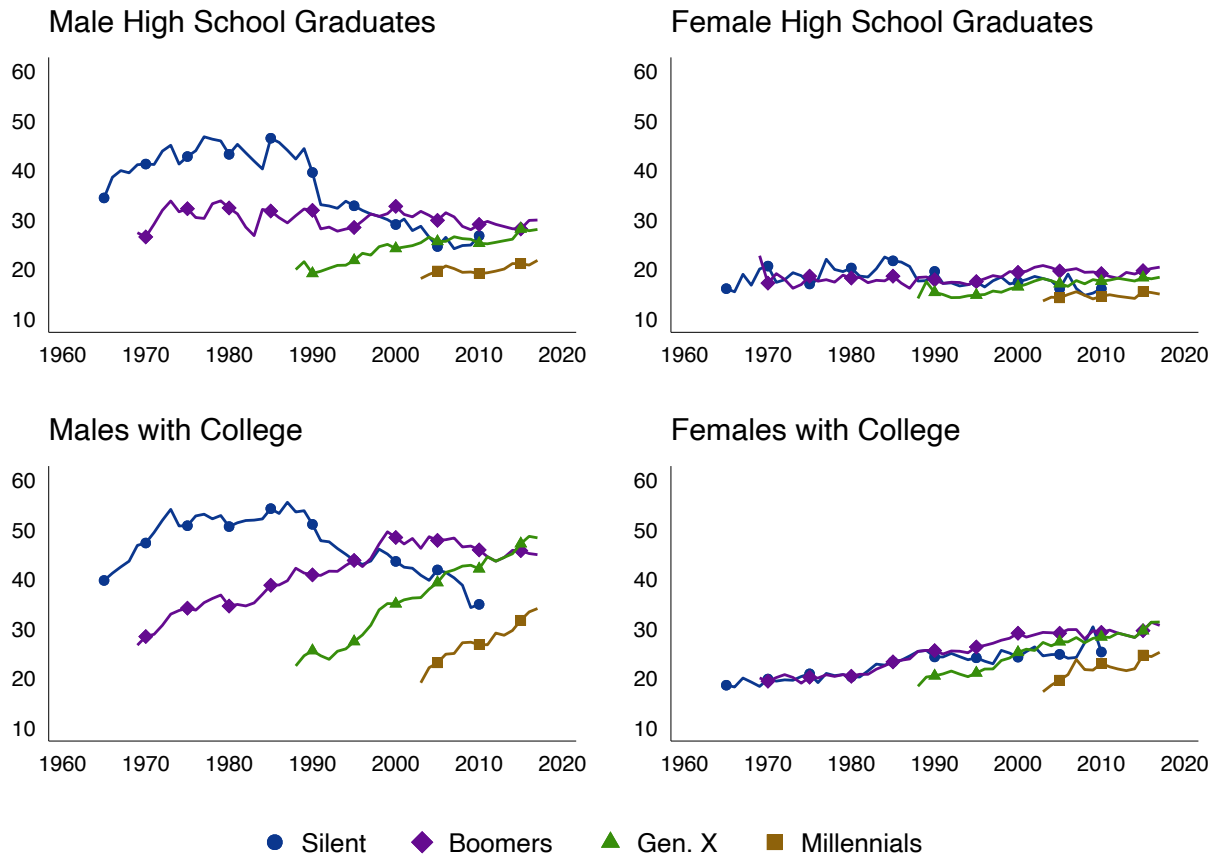 Male High School Graduates
60
50
40
30
20
10
1960 1970 1980 1990 2000 2010 2020
Female High School Graduates
60
50
40
30
20
10
1960 1970 1980 1990 2000 2010 2020
Males with College
60
50
40
30
20
10
1960 1970 1980 1990 2000 2010 2020
Females with College
60
50
40
30
20
10
1960 1970 1980 1990 2000 2010 2020
Silent Boomers Gen. X Millennials